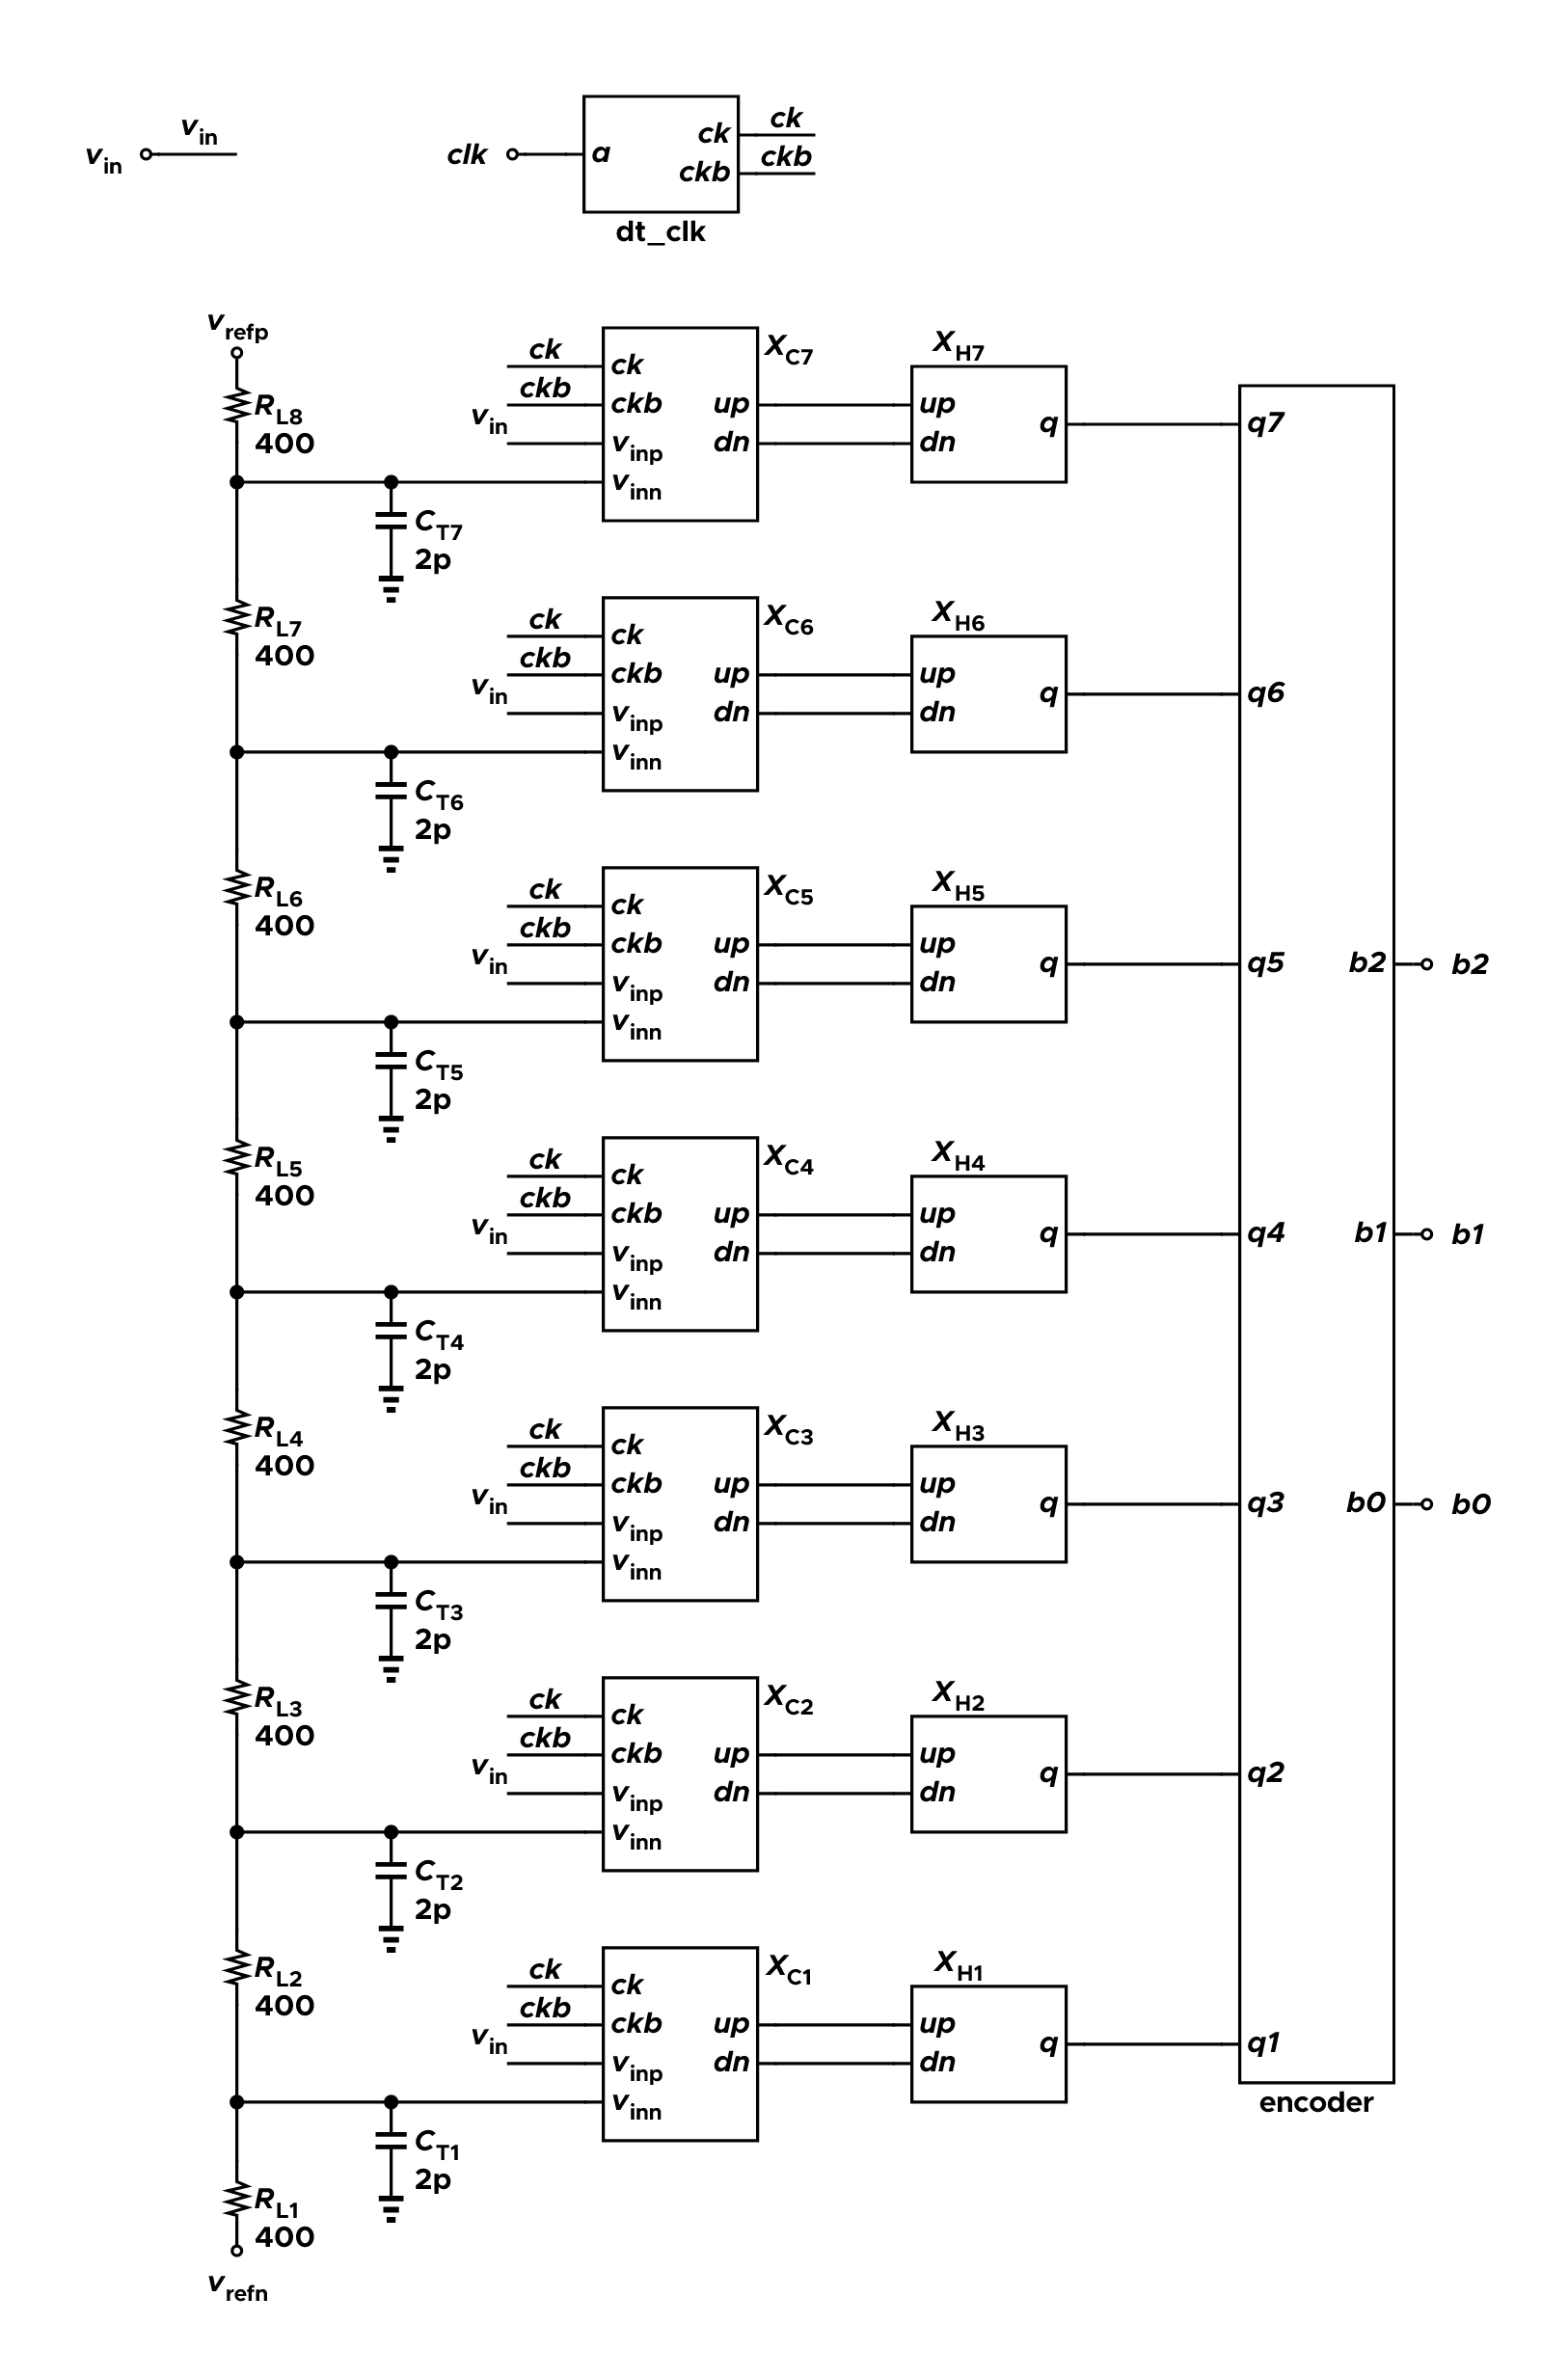 vin
vin
clk
a
ck
ckb
ck
ckb
dt_clk
vrefp
RL8
400
ck
ckb
vin
ck
ckb
vinp
vinn
up
dn
XC7
XH7
up
dn
q
q7
CT7
2p
RL7
400
ck
ckb
vin
ck
ckb
vinp
vinn
up
dn
XC6
XH6
up
dn
q
q6
CT6
2p
RL6
400
ck
ckb
vin
ck
ckb
vinp
vinn
up
dn
XC5
XH5
up
dn
q
q5
b2
b2
CT5
2p
RL5
400
ck
ckb
vin
ck
ckb
vinp
vinn
up
dn
XC4
XH4
up
dn
q
q4
b1
b1
CT4
2p
RL4
400
ck
ckb
vin
ck
ckb
vinp
vinn
up
dn
XC3
XH3
up
dn
q
q3
b0
b0
CT3
2p
RL3
400
ck
ckb
vin
ck
ckb
vinp
vinn
up
dn
XC2
XH2
up
dn
q
q2
CT2
2p
RL2
400
ck
ckb
vin
ck
ckb
vinp
vinn
up
dn
XC1
XH1
up
dn
q
q1
encoder
CT1
2p
RL1
400
vrefn